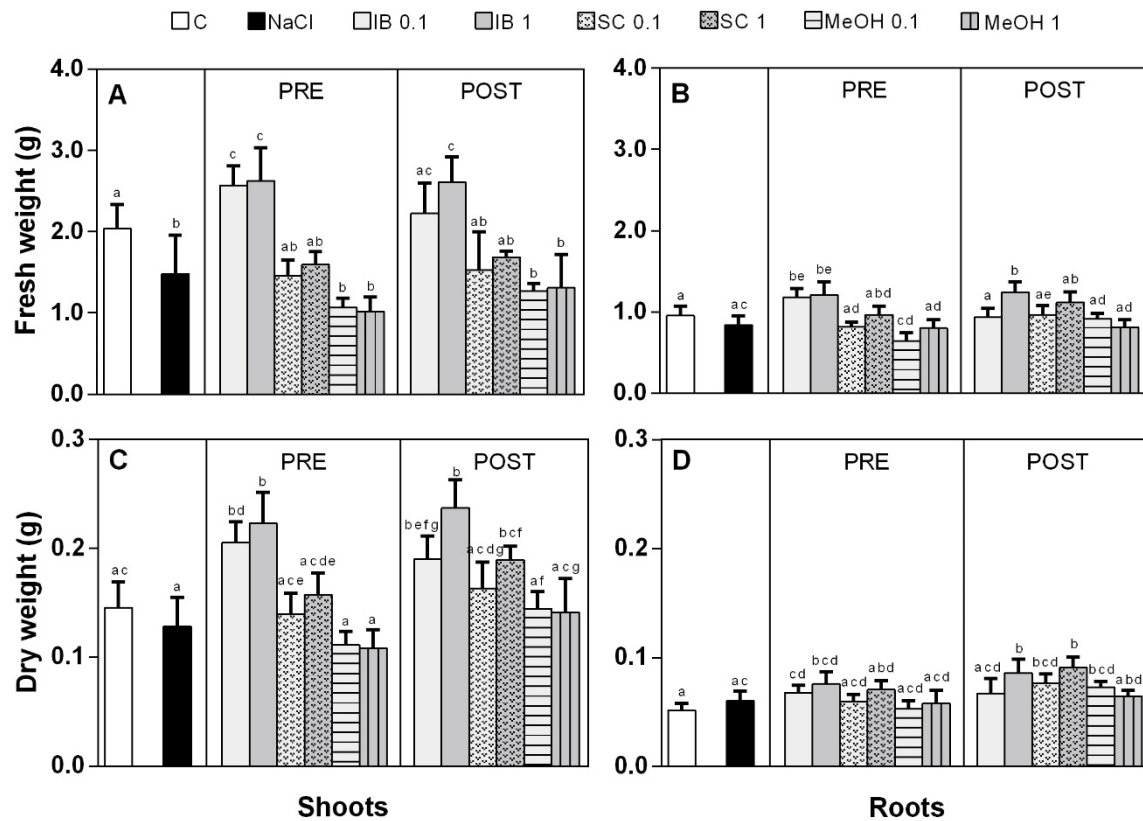 C NaCl IB 0.1 IB 1 SC 0.1 SC 1 MeOH 0.1 MeOH 1
Fresh weight (g)
4.0
3.0
2.0
1.0
0.0
A
PRE
POST
a
b
c
c
ab
ab
b
b
ac
c
ab
ab
b
b
4.0
3.0
2.0
1.0
0.0
B
PRE
POST
a
ac
be
be
ad
abd
cd
ad
a
b
ae
ab
ad
ad
Dry weight (g)
0.3
0.2
0.1
0.0
C
PRE
POST
ac
a
bd
b
ace
acde
a
a
befg
b
acdg
bcf
af
acg
0.3
0.2
0.1
0.0
D
PRE
POST
a
ac
cd
bcd
acd
abd
acd
acd
acd
b
bcd
b
bcd
abd
Shoots
Roots